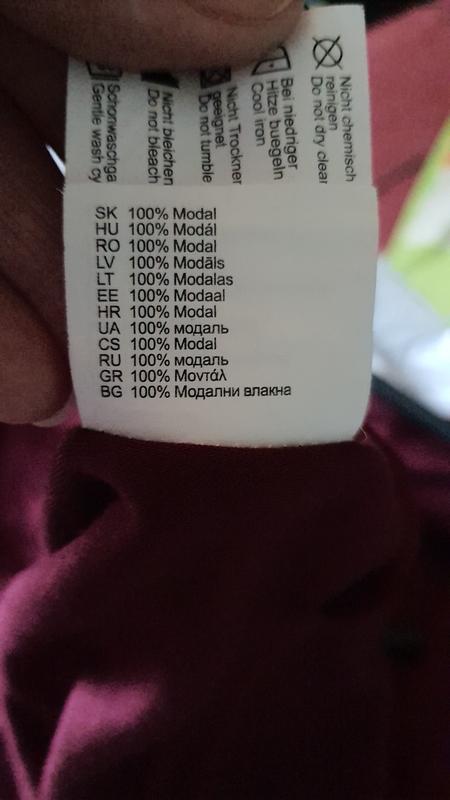 Nicht chemisch
reinigen
Do not dry clean
Bei niedriger
Hitze buegeln
Cool iron
Nicht Trockner
geeignet
Do not tumble
Nicht bleichen
Do not bleach
Schonwaschga
Gentle wash cy
SK 100% Modal
HU 100% Modál
RO 100% Modal
LV 100% Modāls
LT 100% Modalas
EE 100% Modaal
HR 100% Modal
UA 100% модаль
CS 100% Modal
RU 100% модаль
GR 100% Μοντάλ
BG 100% Модални влакна